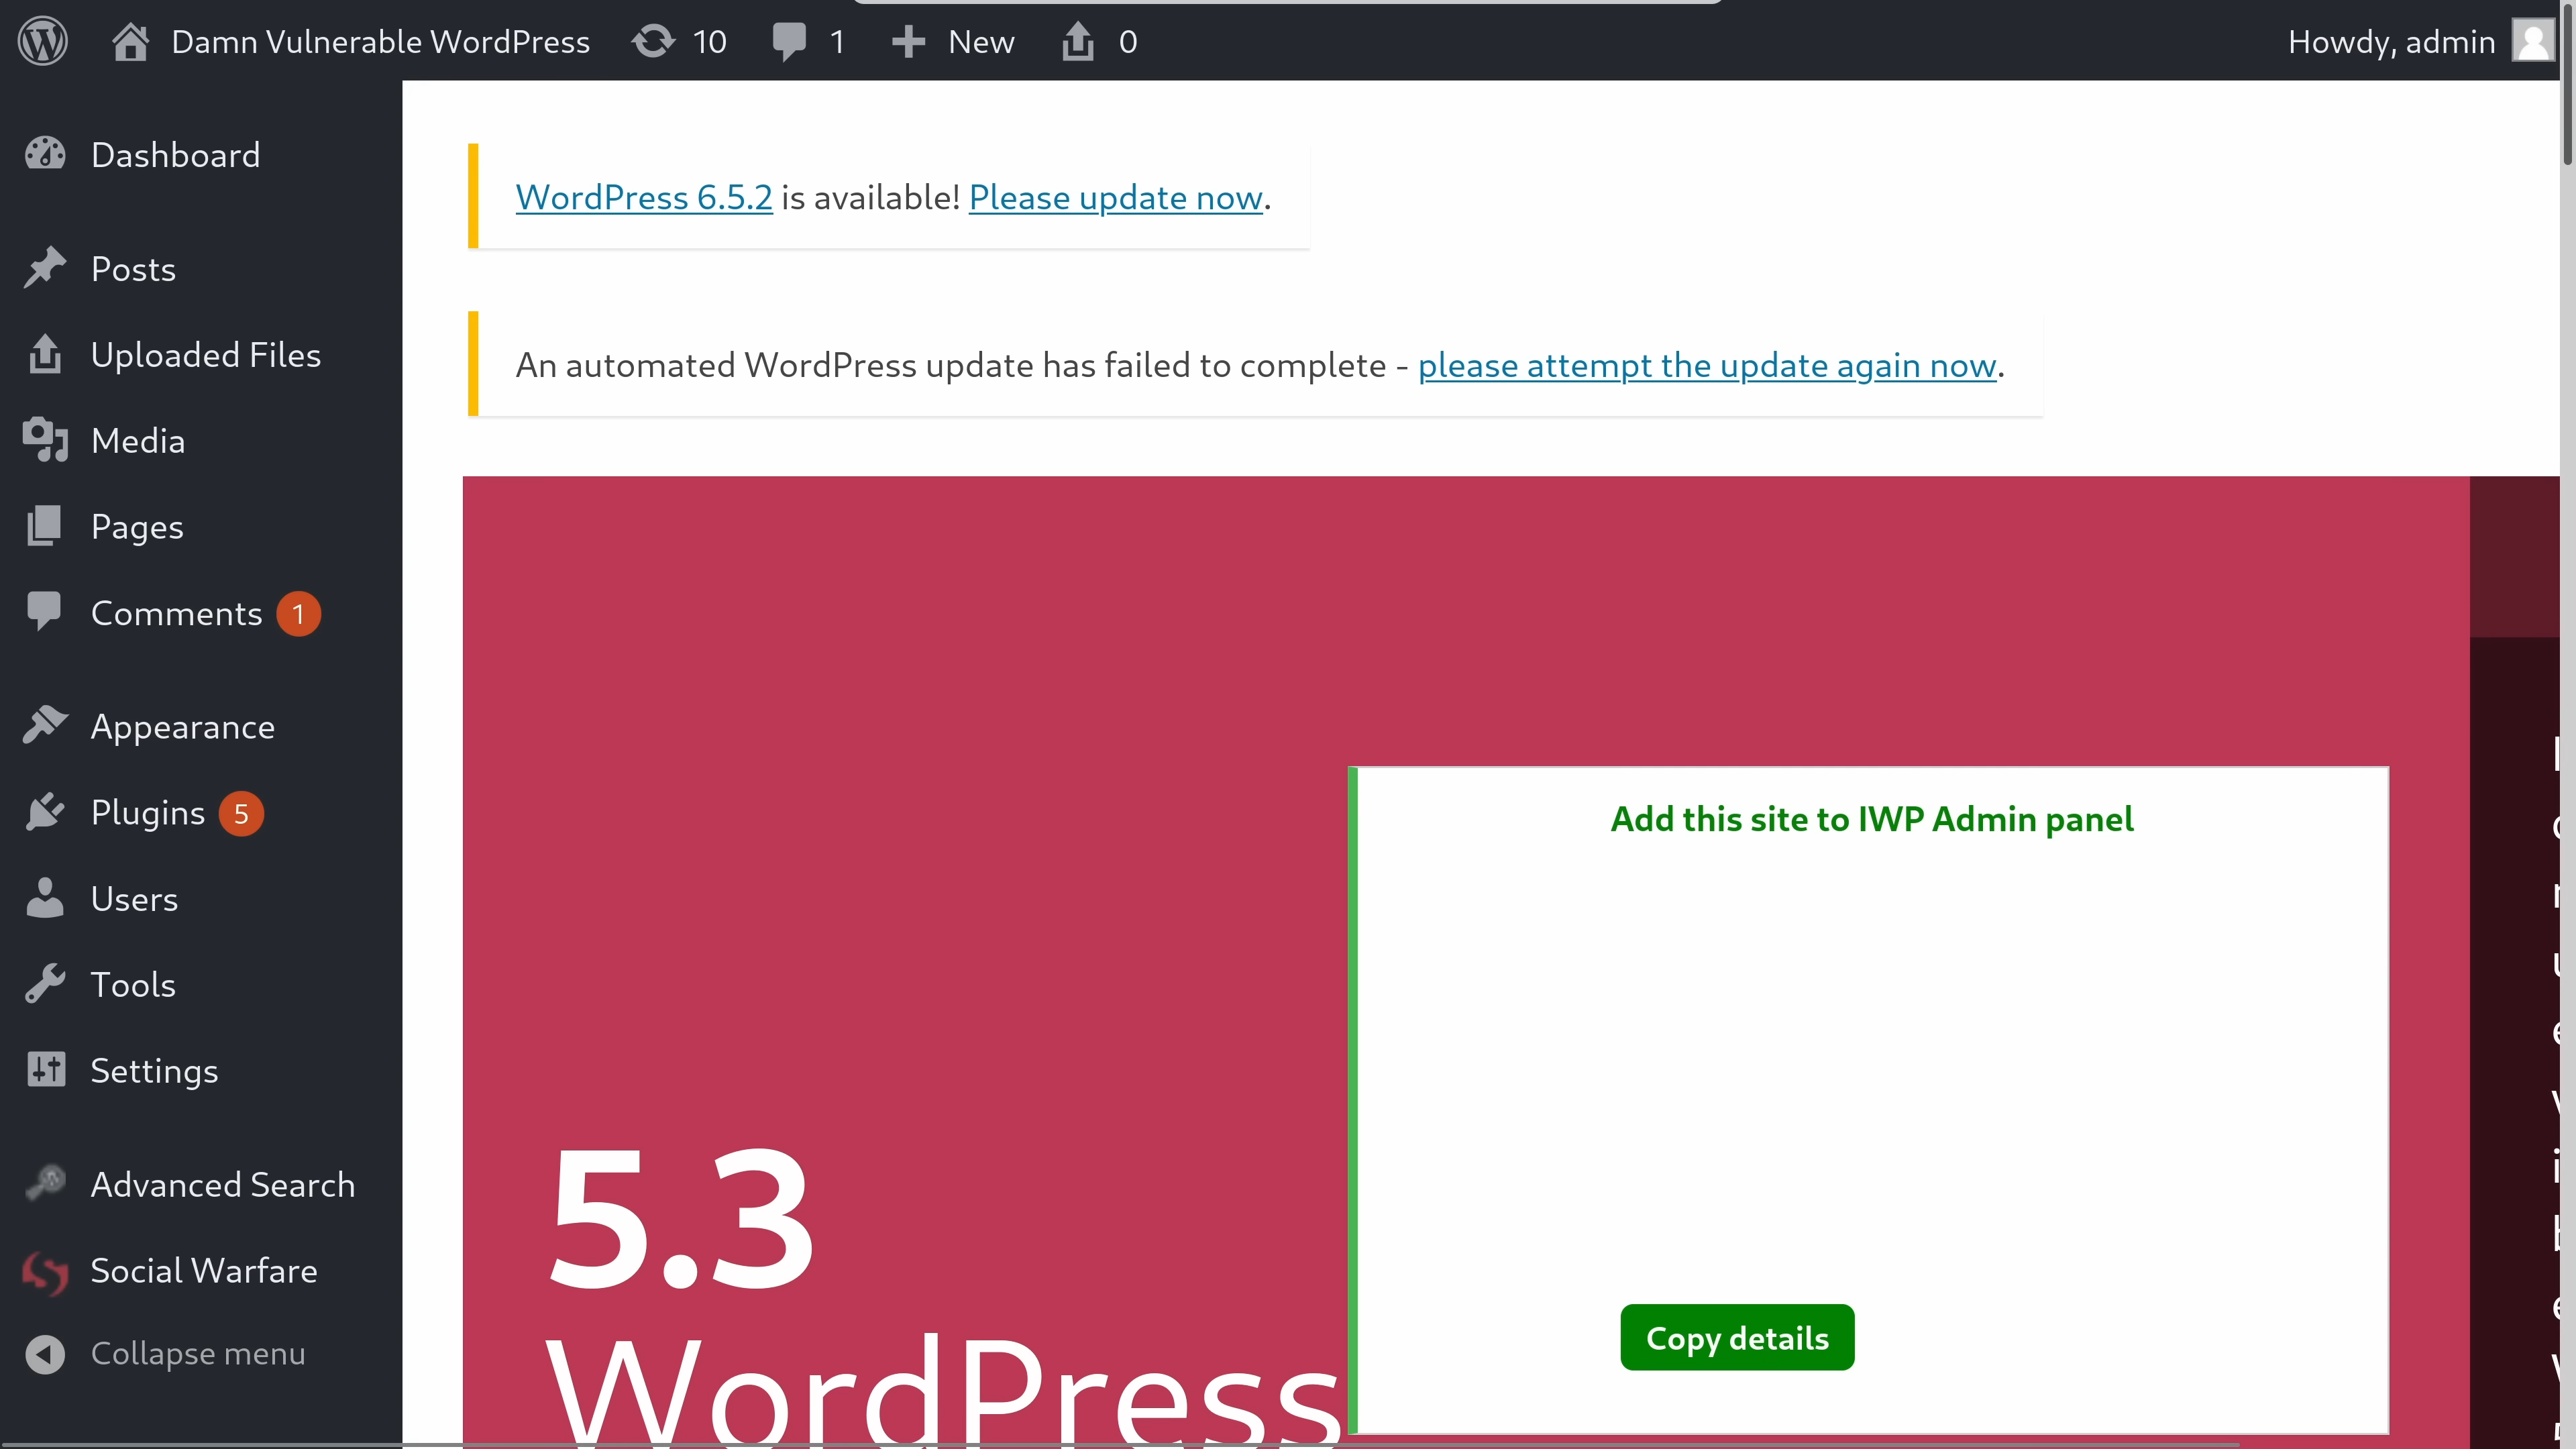 Damn Vulnerable WordPress 10 1 New 0 Howdy, admin
Dashboard
Posts
Uploaded Files
Media
Pages
Comments 1
Appearance
Plugins 5
Users
Tools
Settings
Advanced Search
Social Warfare
Collapse menu
WordPress 6.5.2 is available! Please update now.
An automated WordPress update has failed to complete - please attempt the update again now.
5.3
WordPress
Add this site to IWP Admin panel
Copy details